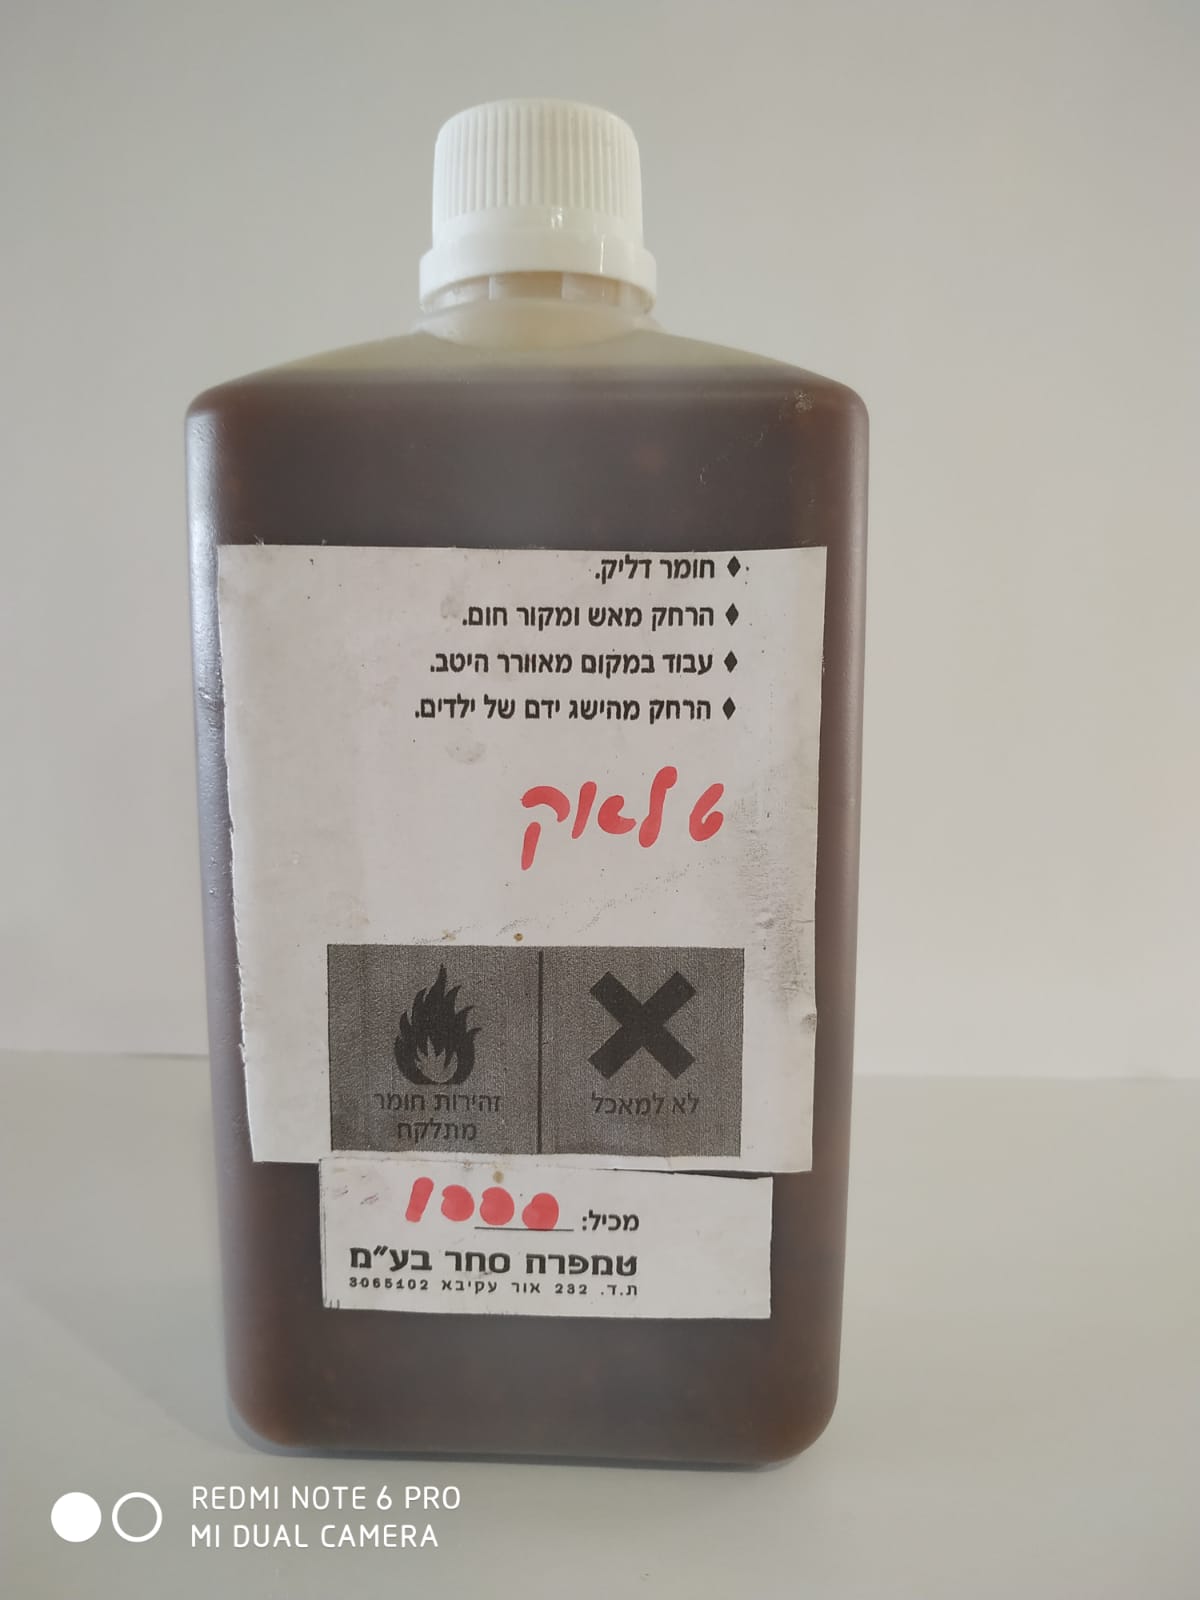 ♦ חומר דליק.
♦ הרחק מאש ומקור חום.
♦ עבוד במקום מאוורר היטב.
♦ הרחק מהישג ידם של ילדים.
שלאק
לא למאכל
זהירות חומר
מתלקח
מכיל: 1000
טמפרה סחר בע״מ
ת.ד. 232 אור עקיבא 3065102
REDMI NOTE 6 PRO
MI DUAL CAMERA